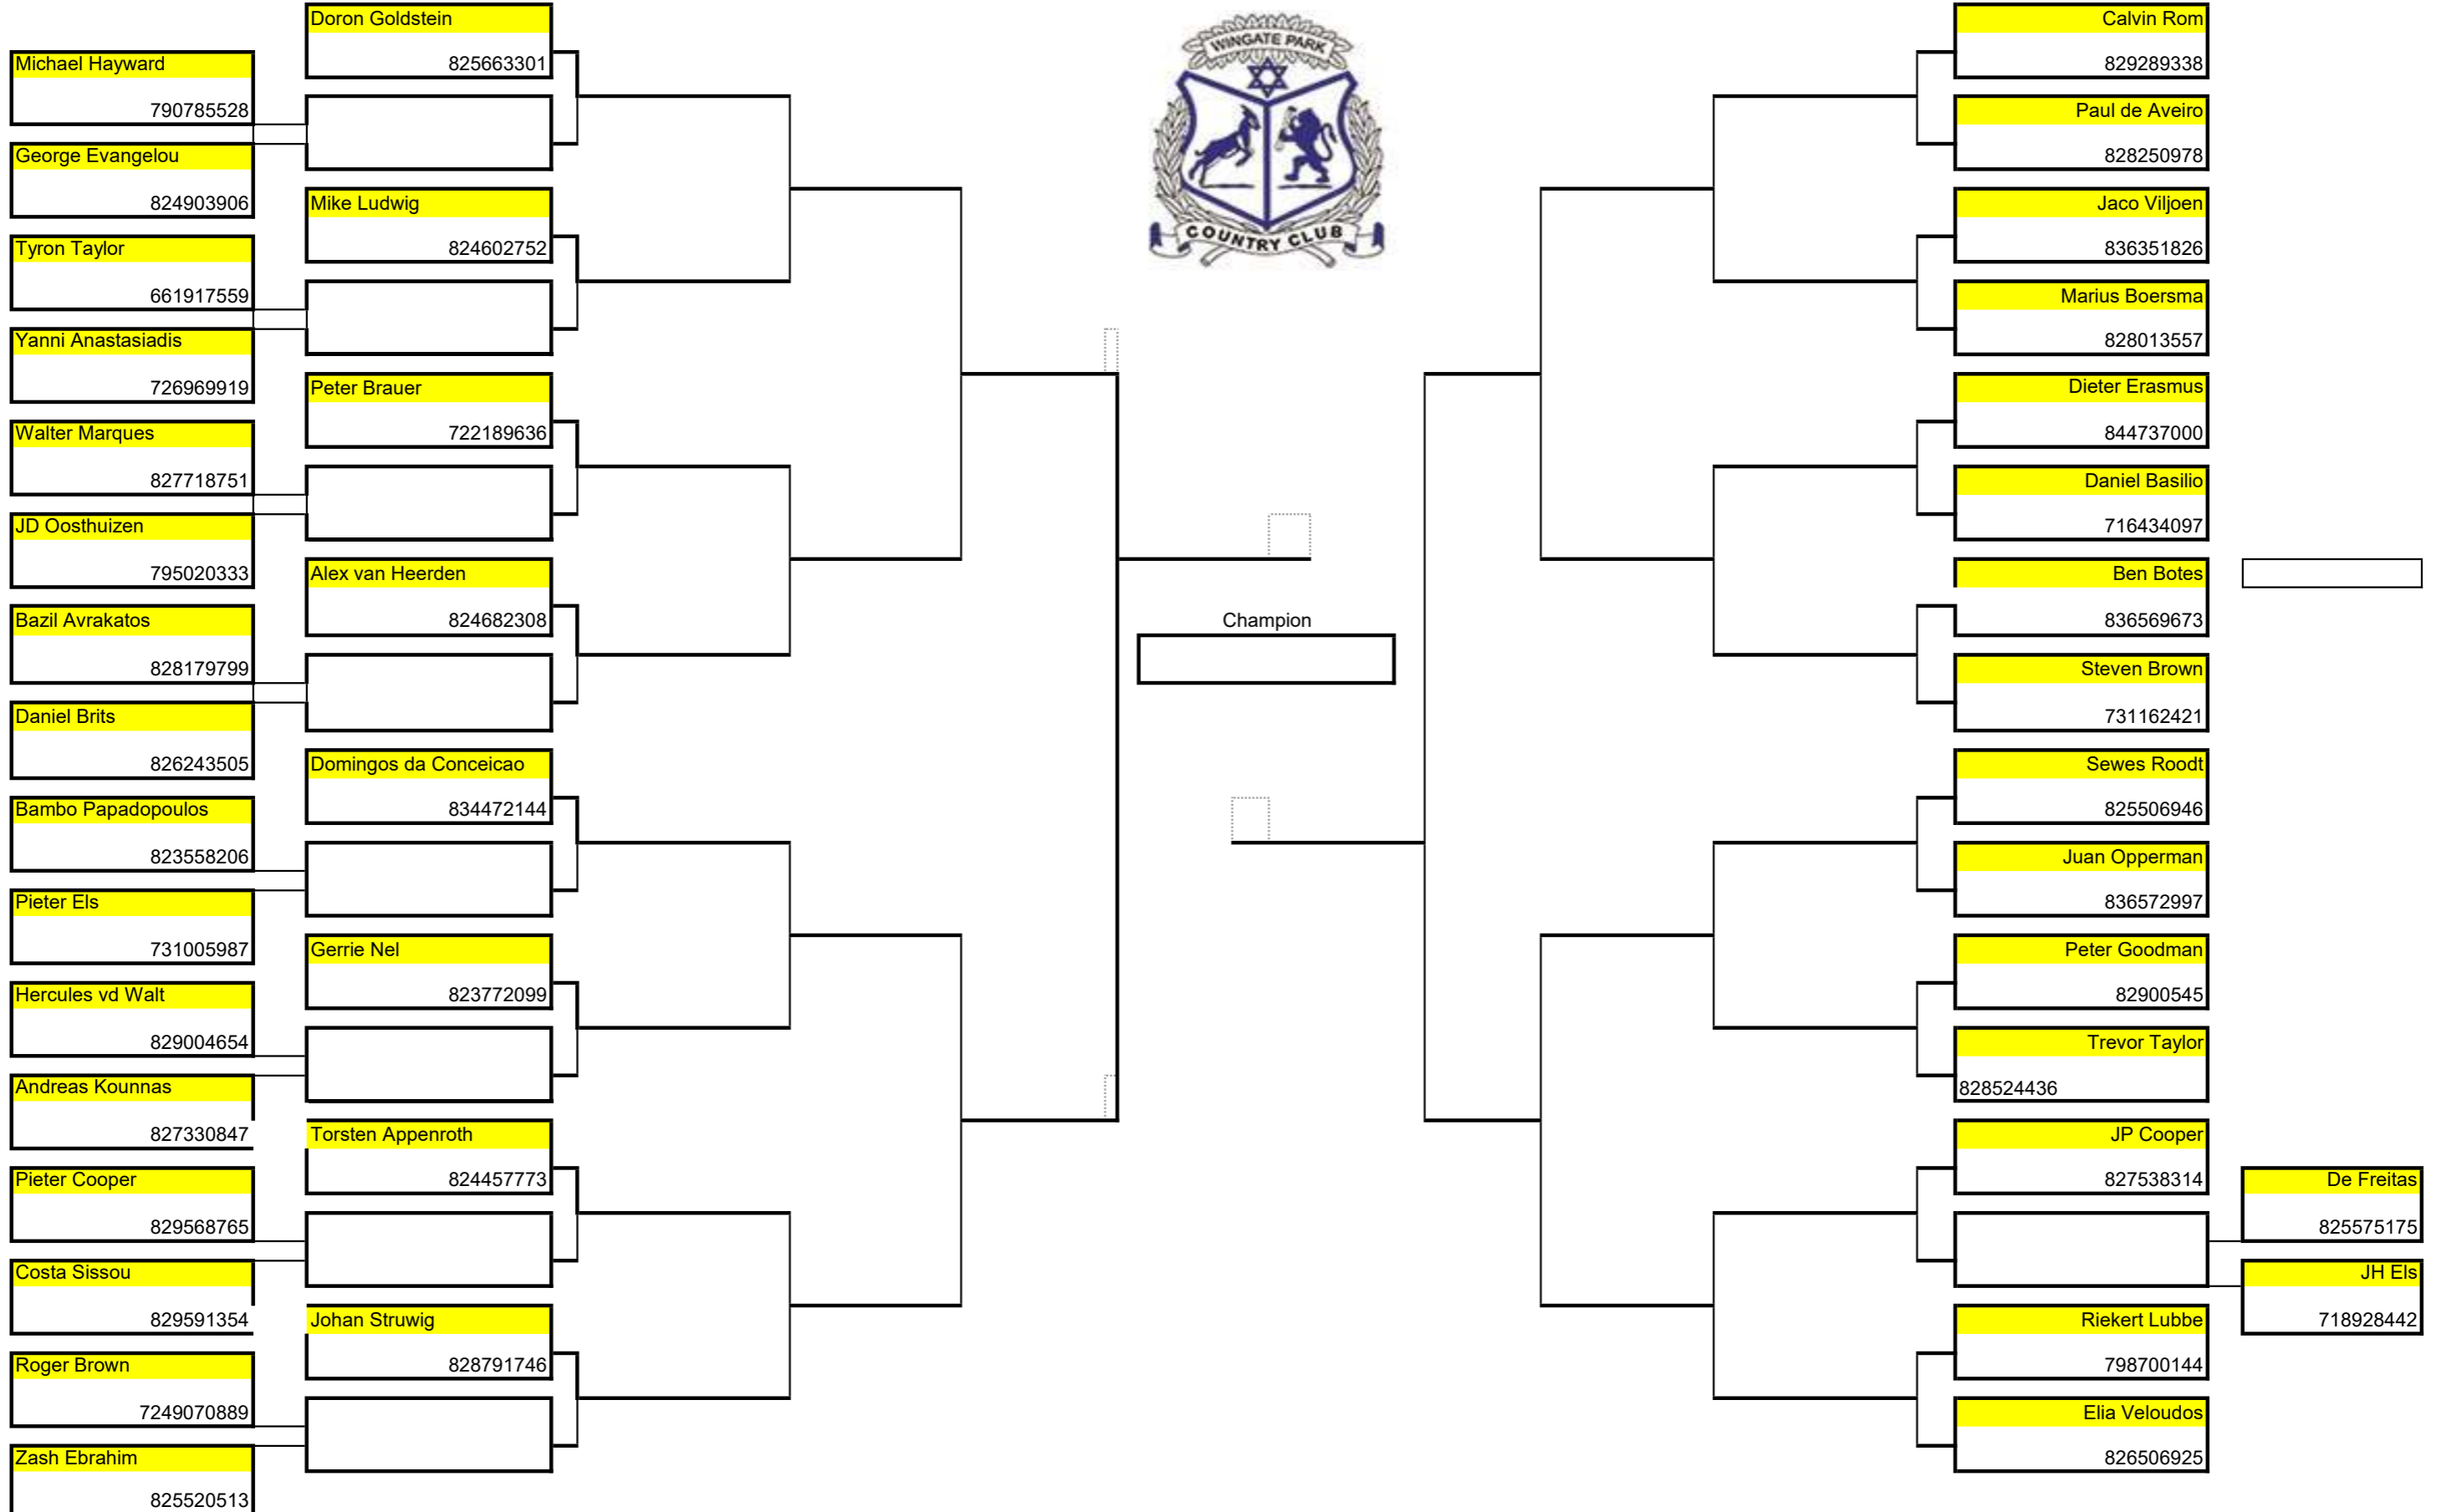 Michael Hayward
790785528
George Evangelou
824903906
Tyron Taylor
661917559
Yanni Anastasiadis
726969919
Walter Marques
827718751
JD Oosthuizen
795020333
Bazil Avrakatos
828179799
Daniel Brits
826243505
Bambo Papadopoulos
823558206
Pieter Els
731005987
Hercules vd Walt
829004654
Andreas Kounnas
827330847
Pieter Cooper
829568765
Costa Sissou
829591354
Roger Brown
7249070889
Zash Ebrahim
825520513
Doron Goldstein
825663301
Mike Ludwig
824602752
Peter Brauer
722189636
Alex van Heerden
824682308
Domingos da Conceicao
834472144
Gerrie Nel
823772099
Torsten Appenroth
824457773
Johan Struwig
828791746
WINGATE PARK
COUNTRY CLUB
Champion
Calvin Rom
829289338
Paul de Aveiro
828250978
Jaco Viljoen
836351826
Marius Boersma
828013557
Dieter Erasmus
844737000
Daniel Basilio
716434097
Ben Botes
836569673
Steven Brown
731162421
Sewes Roodt
825506946
Juan Opperman
836572997
Peter Goodman
82900545
Trevor Taylor
828524436
JP Cooper
827538314
Riekert Lubbe
798700144
Elia Veloudos
826506925
De Freitas
825575175
JH Els
718928442